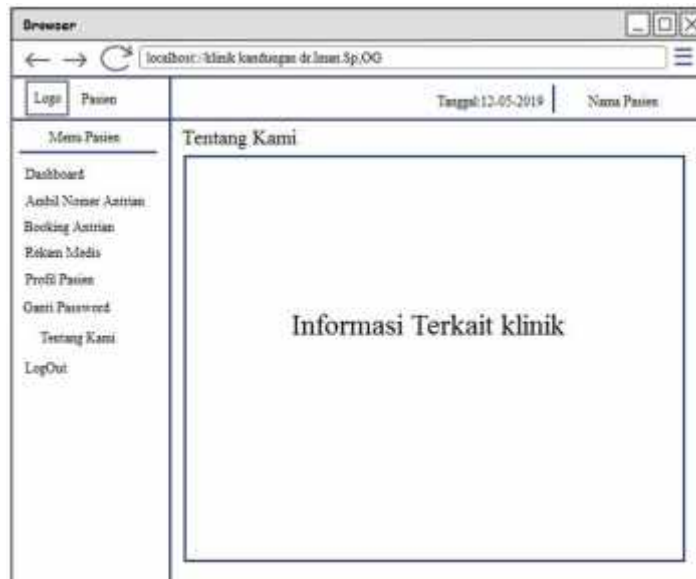 Browser
localhost://klinik kandungan dr.Iman.Sp,OG
Logo Pasien
Tanggal:12-05-2019 Nama Pasien
Menu Pasien
Tentang Kami
Dashboard
Ambil Nomer Antrian
Booking Antrian
Rekam Medis
Profil Pasien
Ganti Password
Tentang Kami
LogOut
Informasi Terkait klinik